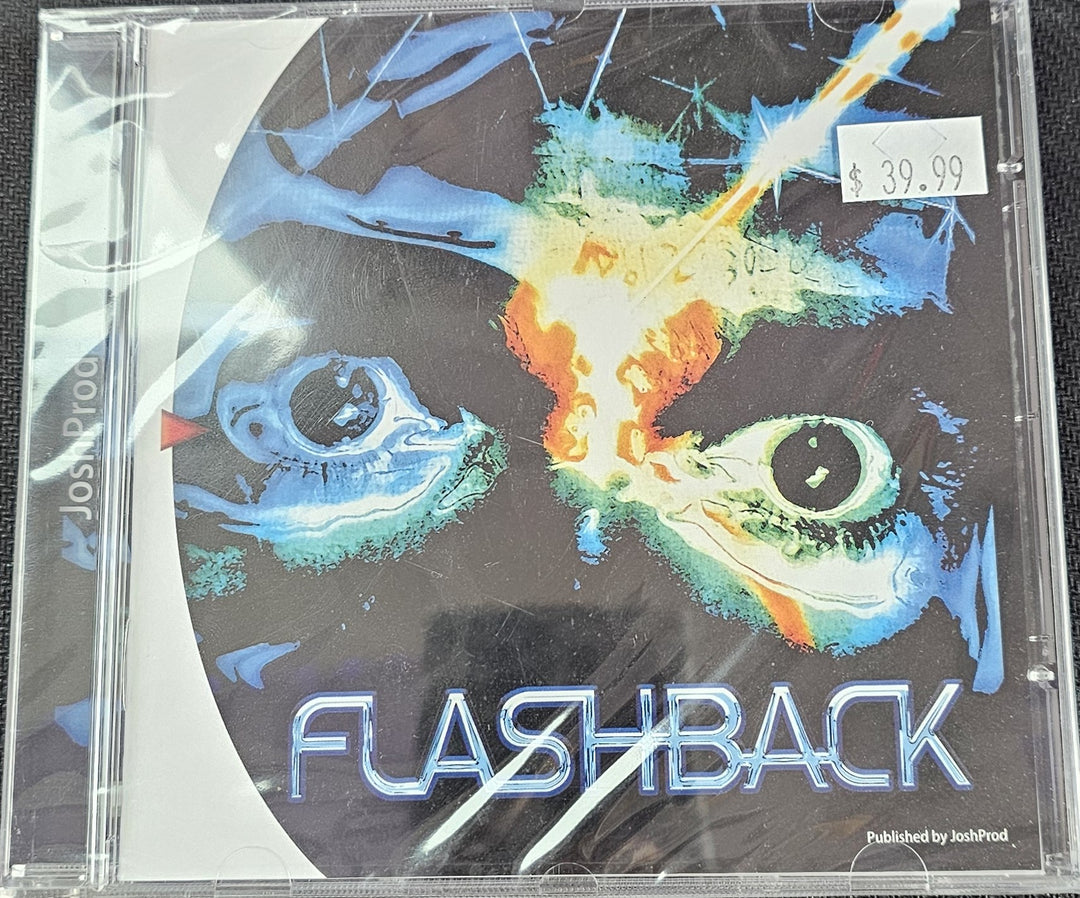 $ 39.99
JoshProd
FLASHBACK
Published by JoshProd